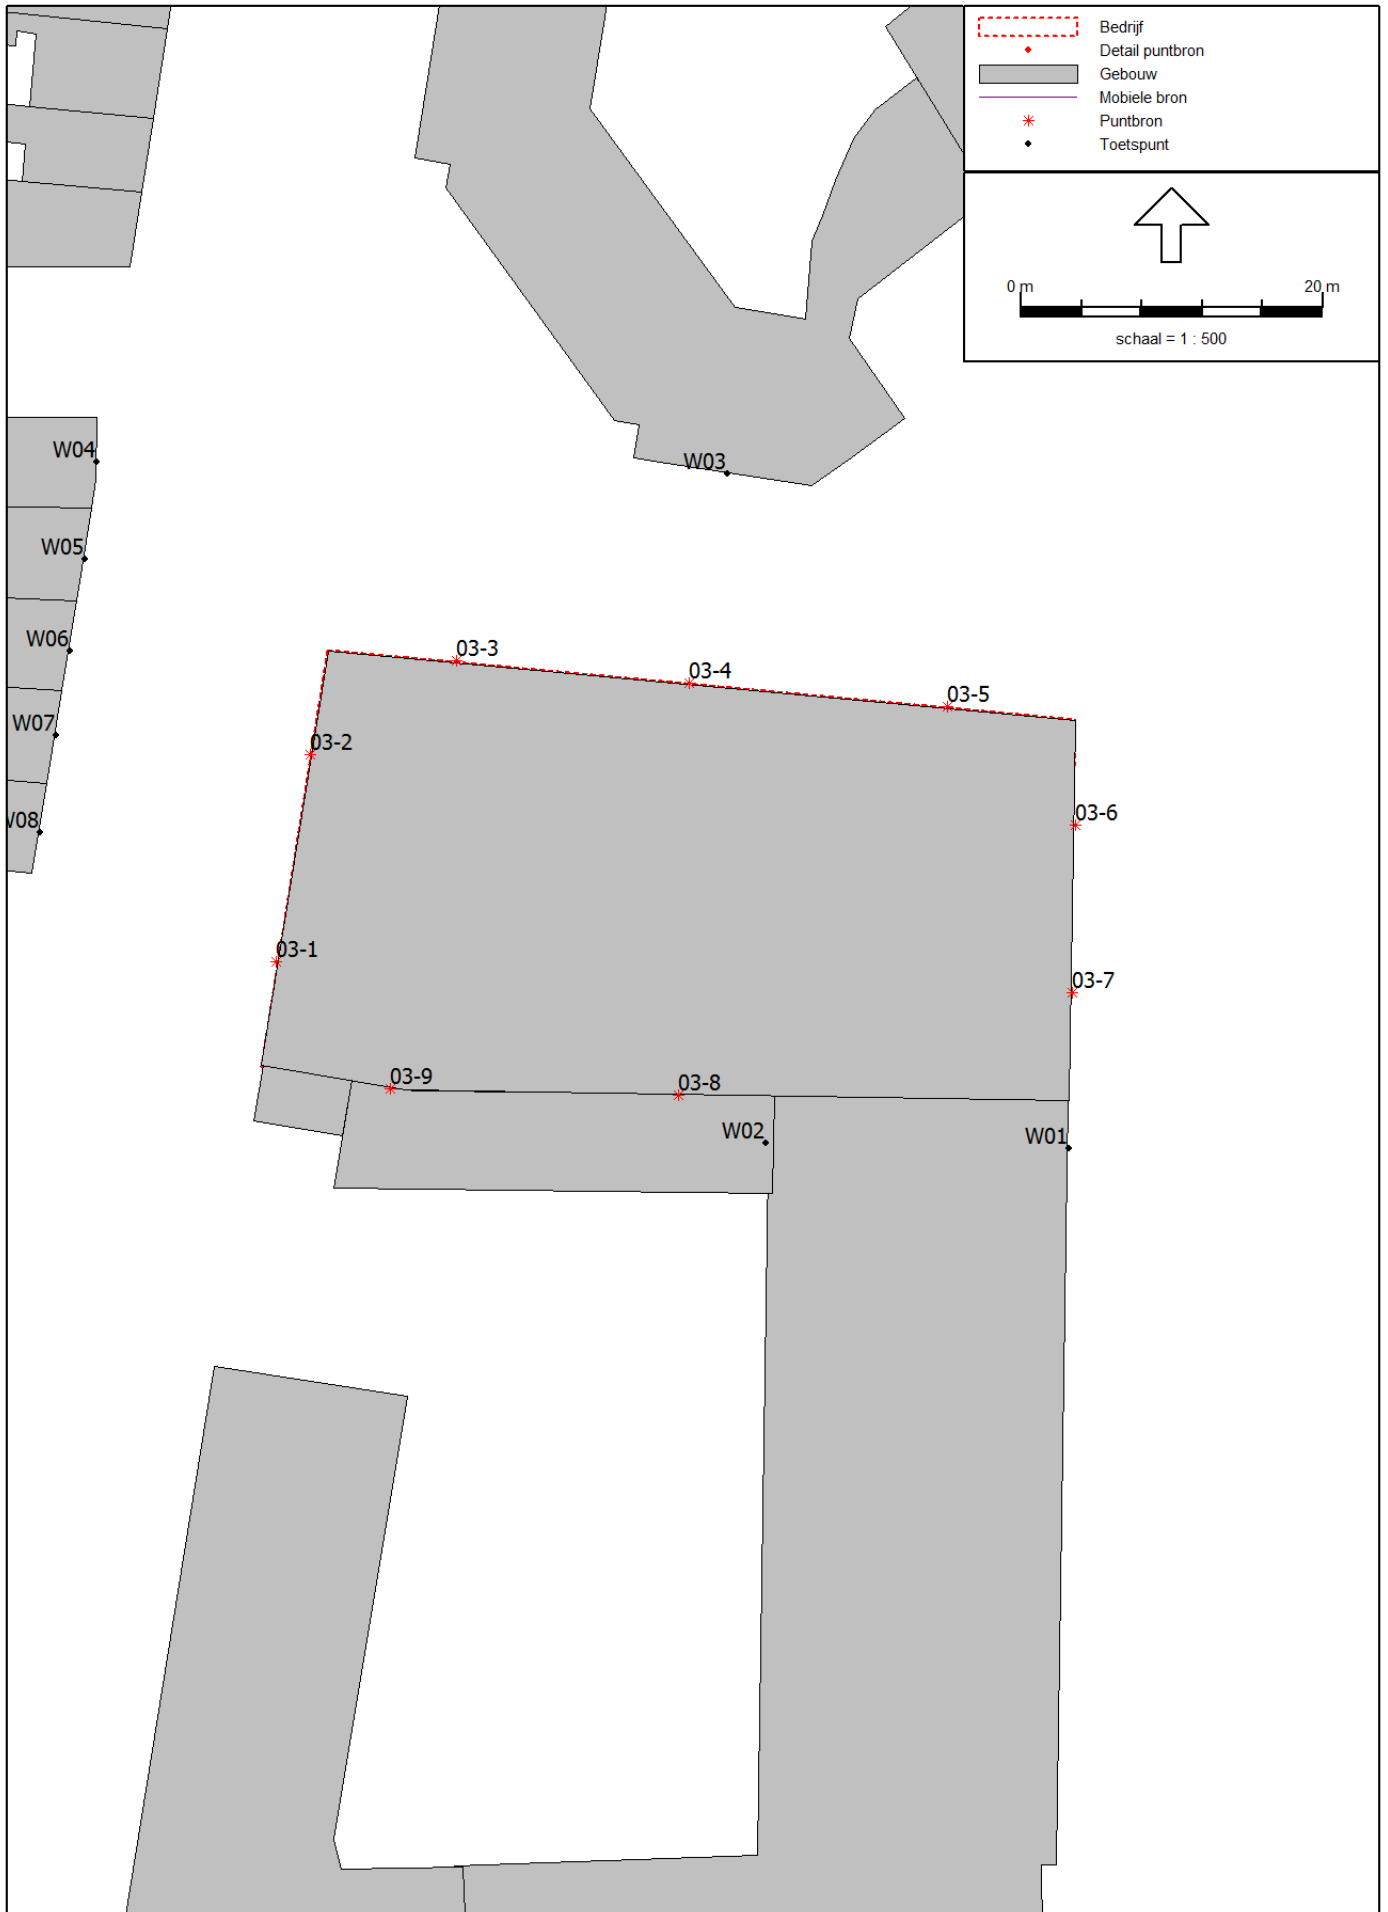 Bedrijf
Detail puntbron
Gebouw
Mobiele bron
Puntbron
Toetspunt
0 m 20 m
schaal = 1 : 500
W04
W03
W05
W06
03-3
03-4
03-5
W07
03-2
03-6
W08
03-1
03-7
03-9
03-8
W02
W01